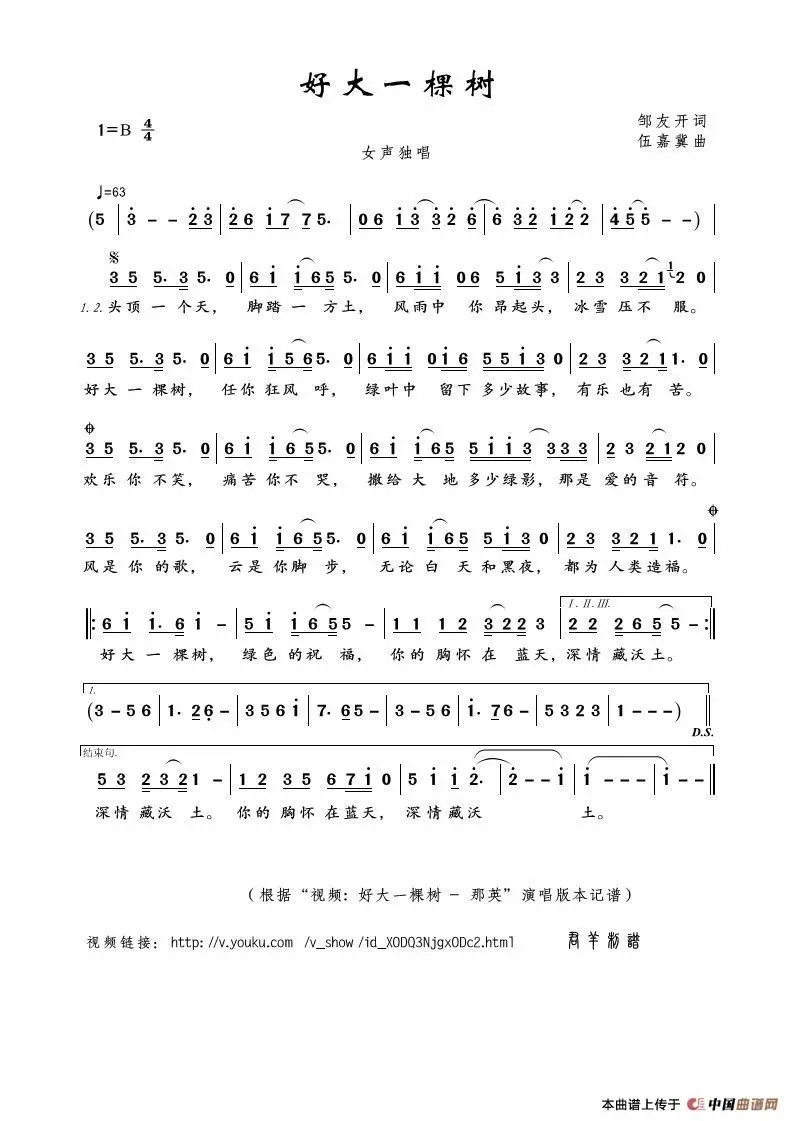 好大一棵树
1=B 4/4
邹友开词
伍嘉冀曲
女声独唱
♩=63
(5 | 3 - - 2 3 | 2 6 1 7 7 5. | 0 6 1 3 3 2 6 | 6 3 2 1 2 2 | 4 5 5 - - )
3 5 5. 3 5. 0 | 6 1 1 6 5 5. 0 | 6 1 1 0 6 5 1 3 3 | 2 3 3 2 1 1 2 0
1. 2. 头顶一个天， 脚踏一方土， 风雨中 你昂起头， 冰雪压不服。
3 5 5. 3 5. 0 | 6 1 1 5 6 5. 0 | 6 1 1 0 1 6 5 5 1 3 0 | 2 3 3 2 1 1. 0
好大一棵树， 任你狂风呼， 绿叶中 留下多少故事， 有乐也有苦。
3 5 5. 3 5. 0 | 6 1 1 6 5 5. 0 | 6 1 1 6 5 5 1 1 3 3 3 3 | 2 3 2 1 2 0
欢乐你不笑， 痛苦你不哭， 撒给大地多少绿影， 那是爱的音符。
3 5 5. 3 5. 0 | 6 1 1 6 5 5. 0 | 6 1 1 6 5 5 1 3 0 | 2 3 3 2 1 1 1. 0
风是你的歌， 云是你脚步， 无论白天和黑夜， 都为人类造福。
I. II. III.
6 1 1. 6 1 - | 5 1 1 6 5 5 - | 1 1 1 2 3 2 2 3 | 2 2 2 6 5 5 -
好大一棵树， 绿色的祝福， 你的胸怀在蓝天， 深情藏沃土。
1.
(3 - 5 6 | 1. 2 6 - | 3 5 6 1 | 7. 6 5 - | 3 - 5 6 | 1. 7 6 - | 5 3 2 3 | 1 - - - )
D.S.
结束句.
5 3 2 3 2 1 - | 1 2 3 5 6 7 1 0 | 5 1 1 2. | 2 - - 1 | 1 - - - | 1 -
深情藏沃土。 你的胸怀在蓝天， 深情藏沃 土。
（根据“视频：好大一棵树 - 那英”演唱版本记谱）
视频链接： http://v.youku.com /v_show /id_XODQ3NjgxODc2.html 君羊制谱
本曲谱上传于 中国曲谱网